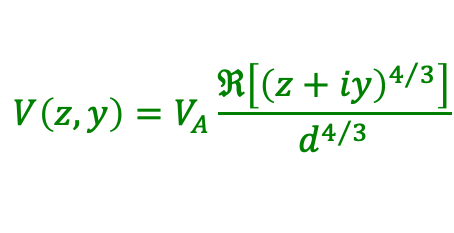 V(z, y) = V_A ℜ[(z + iy)^{4/3}] / d^{4/3}